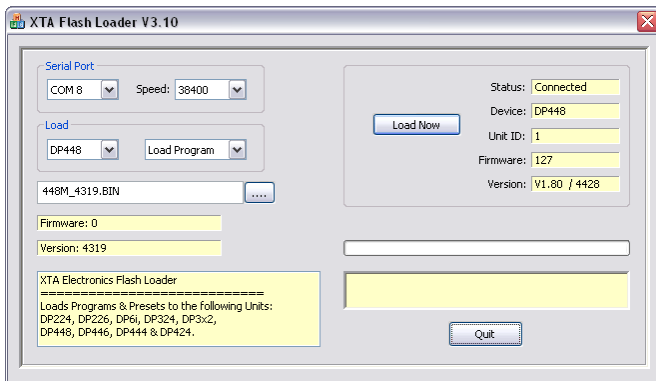 XTA Flash Loader V3.10
Serial Port
COM 8 Speed: 38400
Load
DP448 Load Program
448M_4319.BIN ....
Firmware: 0
Version: 4319
XTA Electronics Flash Loader
============================
Loads Programs & Presets to the following Units:
DP224, DP226, DP6i, DP324, DP3x2,
DP448, DP446, DP444 & DP424.
Load Now
Status: Connected
Device: DP448
Unit ID: 1
Firmware: 127
Version: V1.80 / 4428
Quit